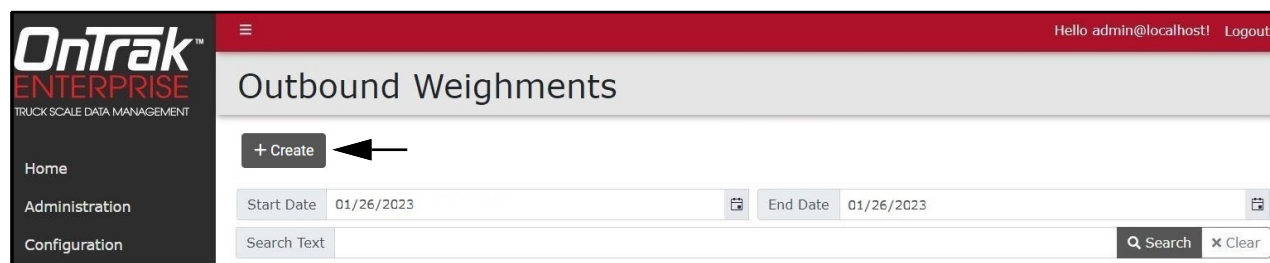 OnTrak™
ENTERPRISE
TRUCK SCALE DATA MANAGEMENT
Hello admin@localhost! Logout
Outbound Weighments
+ Create
Home
Administration
Configuration
Start Date 01/26/2023 End Date 01/26/2023
Search Text Search × Clear